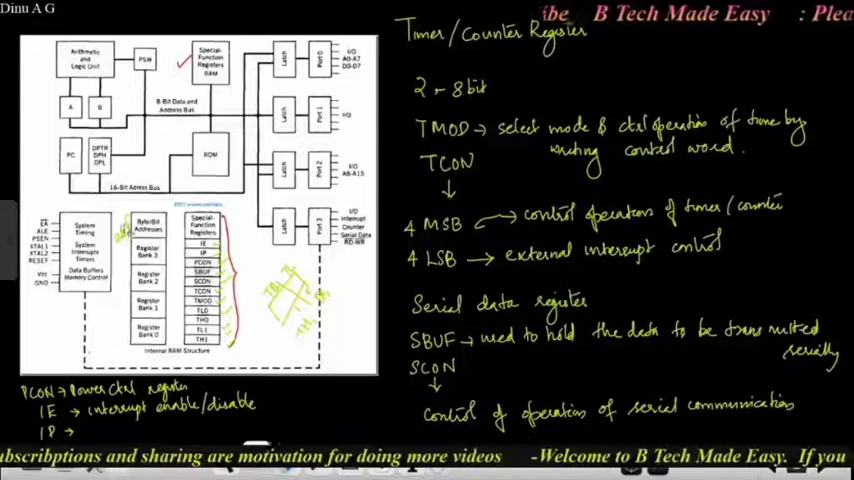 Dinu A G
ibe B Tech Made Easy : Plea
Timer/Counter Register
2 - 8bit
TMOD → select mode & ctrl operation of time by
writing control word.
TCON
4 MSB → control operations of timer/counter
4 LSB → external interrupt control
Serial data register
SBUF → used to hold the data to be transmitted
serially
SCON
control of operation of serial communication
Arithmetic
and
Logic Unit
PSW
Special-
Function
Registers
RAM
A
B
8-Bit Data and
Address Bus
PC
DPTR
DPH
DPL
ROM
16-Bit Adress Bus
Latch
Port 0
I/O
A0-A7
D0-D7
Latch
Port 1
I/O
Latch
Port 2
I/O
A8-A15
Latch
Port 3
I/O
Interrupt
Counter
Serial Data
RD-WR
EA
ALE
PSEN
XTAL1
XTAL2
RESET
Vcc
GND
System
Timing
System
Interrupts
Timers
Data Buffers
Memory Control
Byte/Bit
Addresses
Register
Bank 3
Register
Bank 2
Register
Bank 1
Register
Bank 0
Special-
Function
Registers
IE
IP
PCON
SBUF
SCON
TCON
TMOD
TL0
TH0
TL1
TH1
Internal RAM Structure
PCON → Power Ctrl register
IE → interrupt enable/disable
IP →
ubscribptions and sharing are motivation for doing more videos -Welcome to B Tech Made Easy. If you